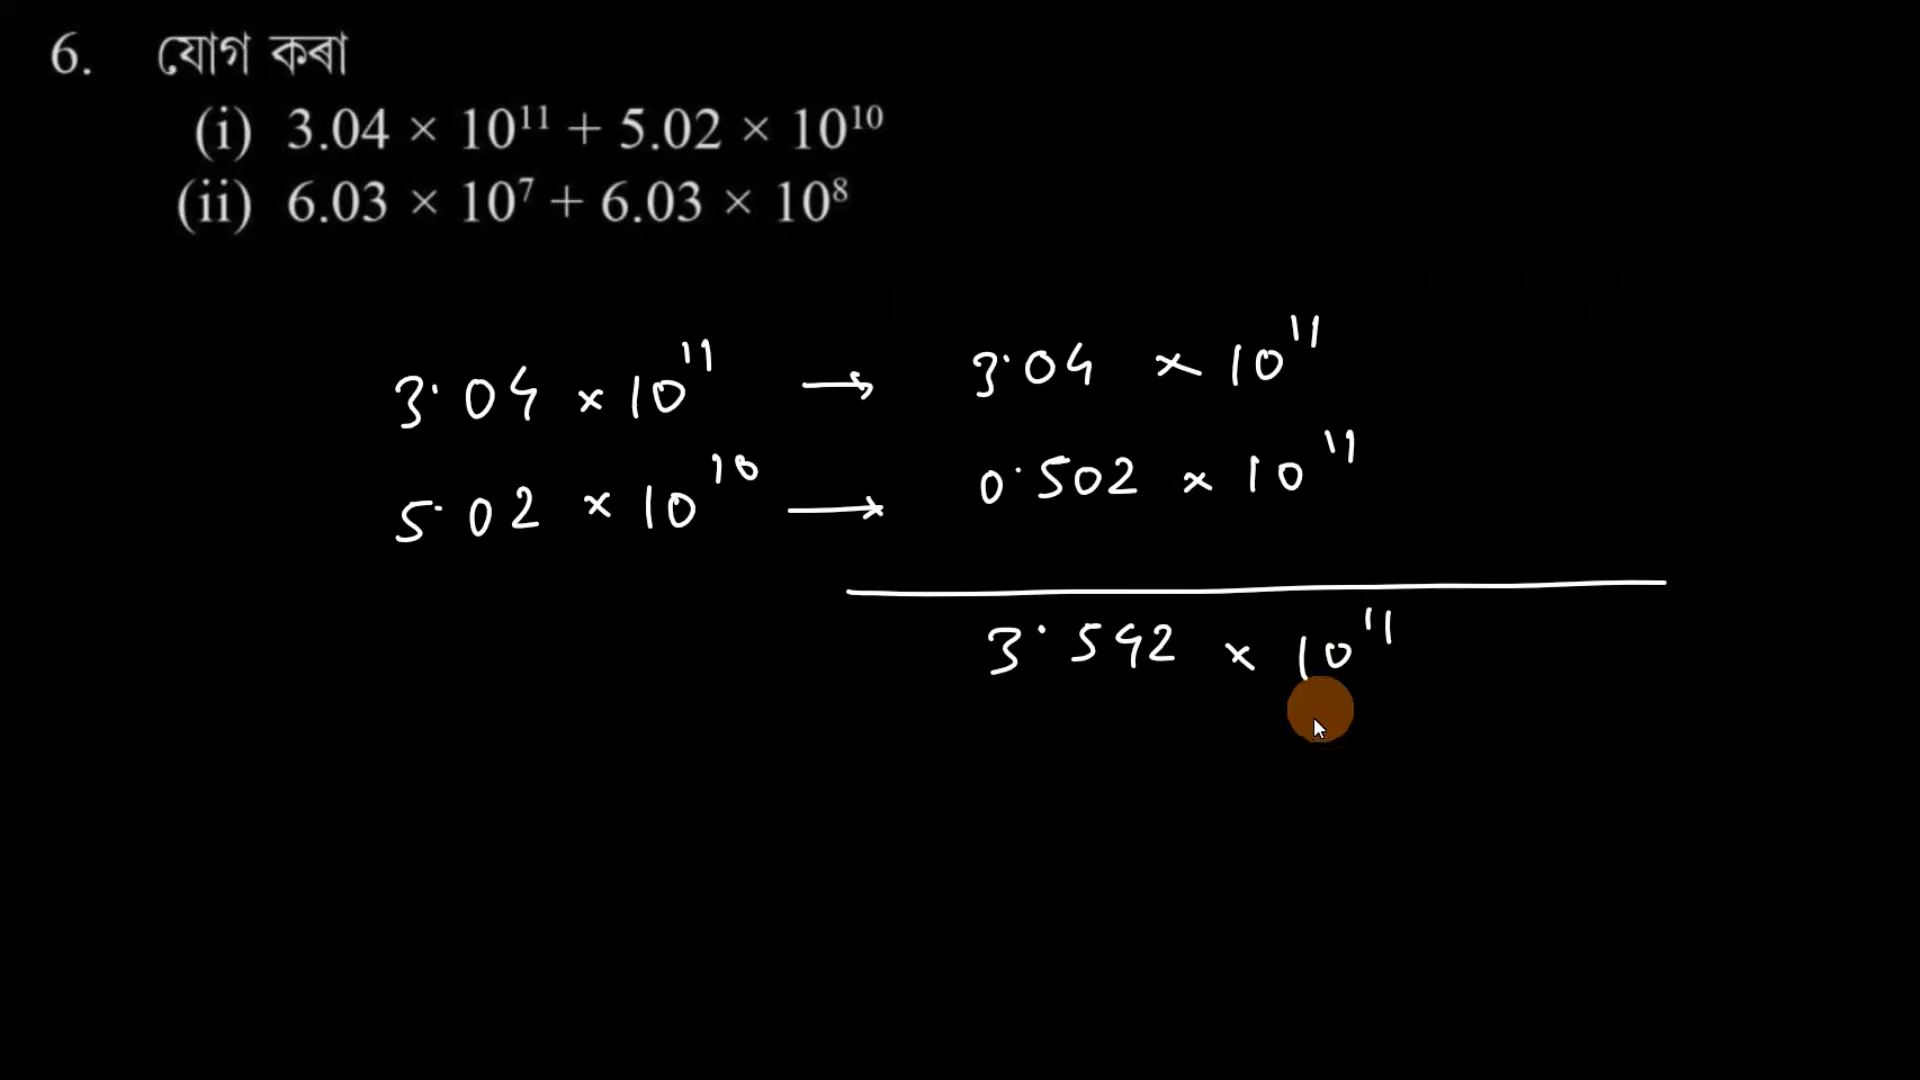 6. যোগ কৰা
(i) 3.04 × 10¹¹ + 5.02 × 10¹⁰
(ii) 6.03 × 10⁷ + 6.03 × 10⁸
3.04 × 10¹¹ → 3.04 × 10¹¹
5.02 × 10¹⁰ → 0.502 × 10¹¹
3.542 × 10¹¹